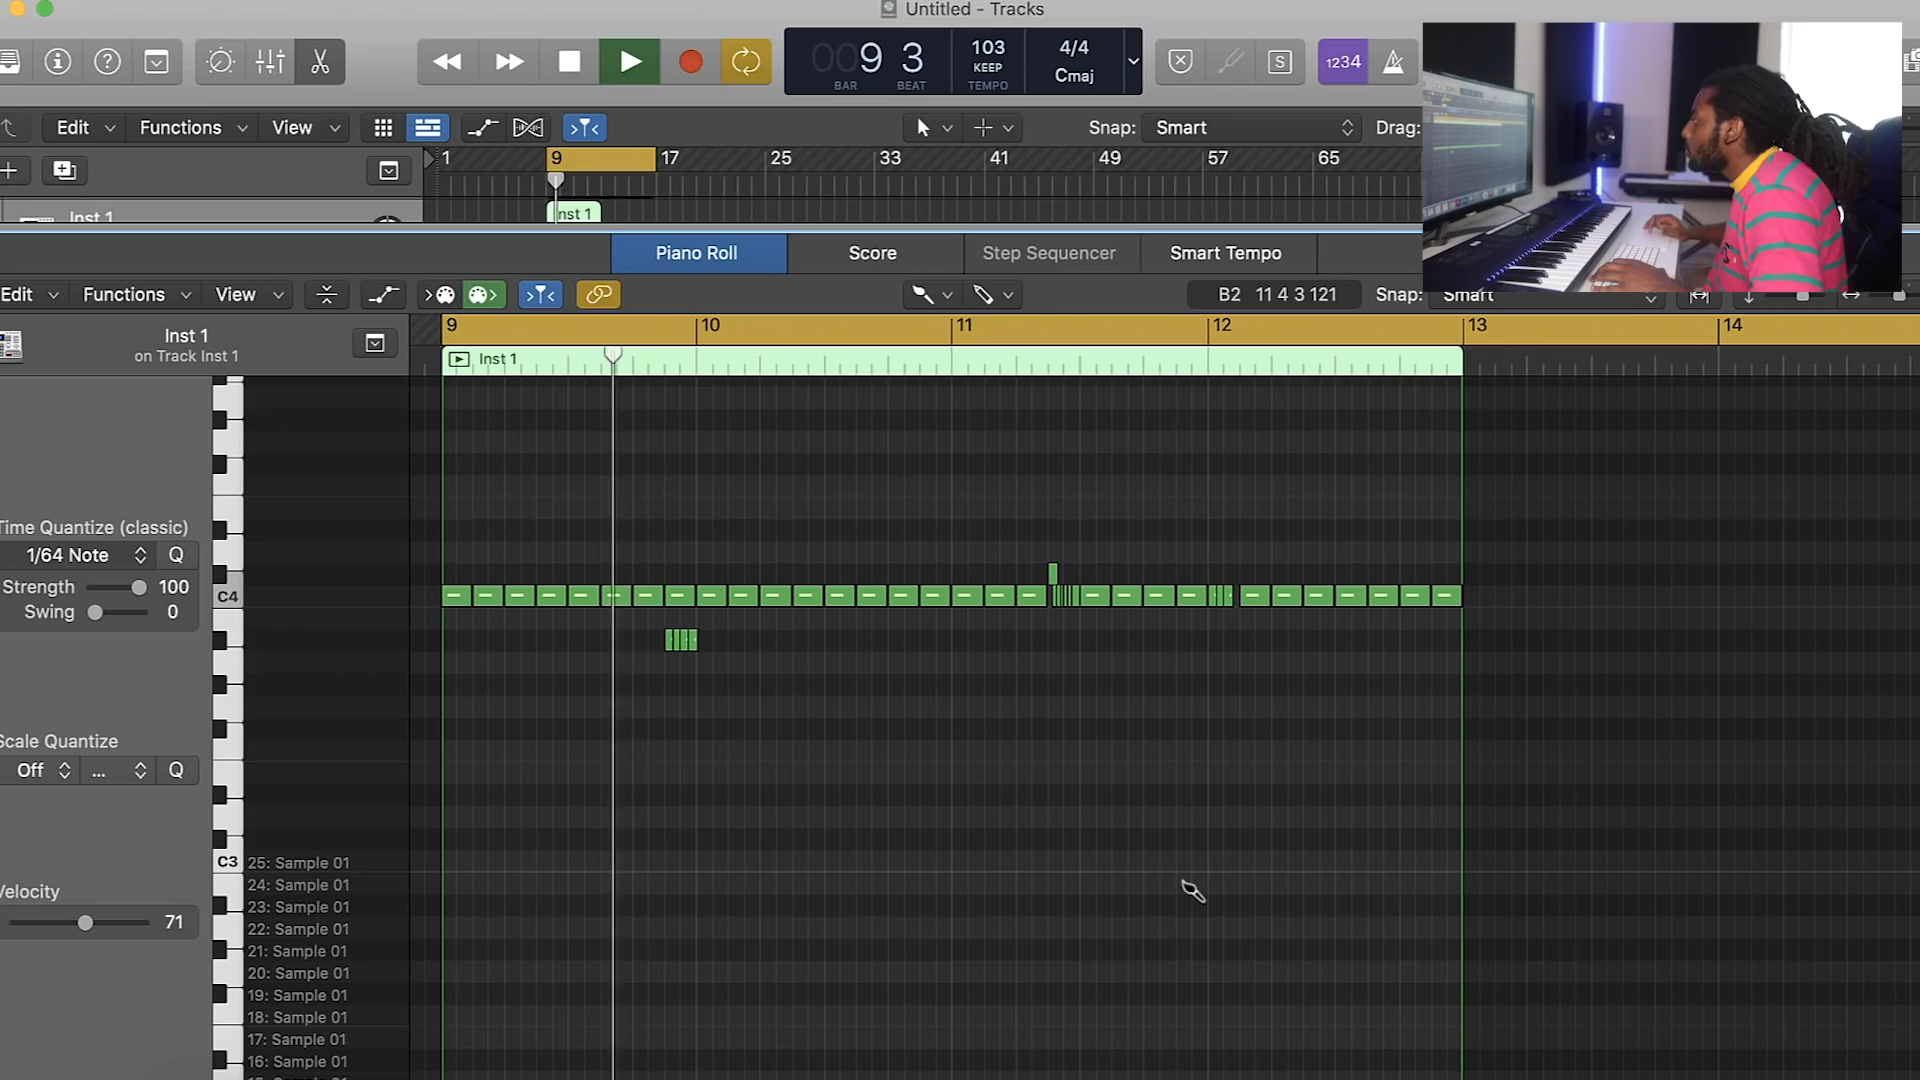 Untitled - Tracks
009 3
BAR BEAT
103
KEEP
TEMPO
4/4
Cmaj
S
1234
Edit Functions View
Snap: Smart Drag:
1 9 17 25 33 41 49 57 65
Inst 1
Inst 1
Piano Roll Score Step Sequencer Smart Tempo
Edit Functions View
B2 11 4 3 121 Snap: Smart
Inst 1
on Track Inst 1
9 10 11 12 13 14
Inst 1
Time Quantize (classic)
1/64 Note Q
Strength 100
Swing 0
C4
Scale Quantize
Off ... Q
C3
Velocity
71
25: Sample 01
24: Sample 01
23: Sample 01
22: Sample 01
21: Sample 01
20: Sample 01
19: Sample 01
18: Sample 01
17: Sample 01
16: Sample 01